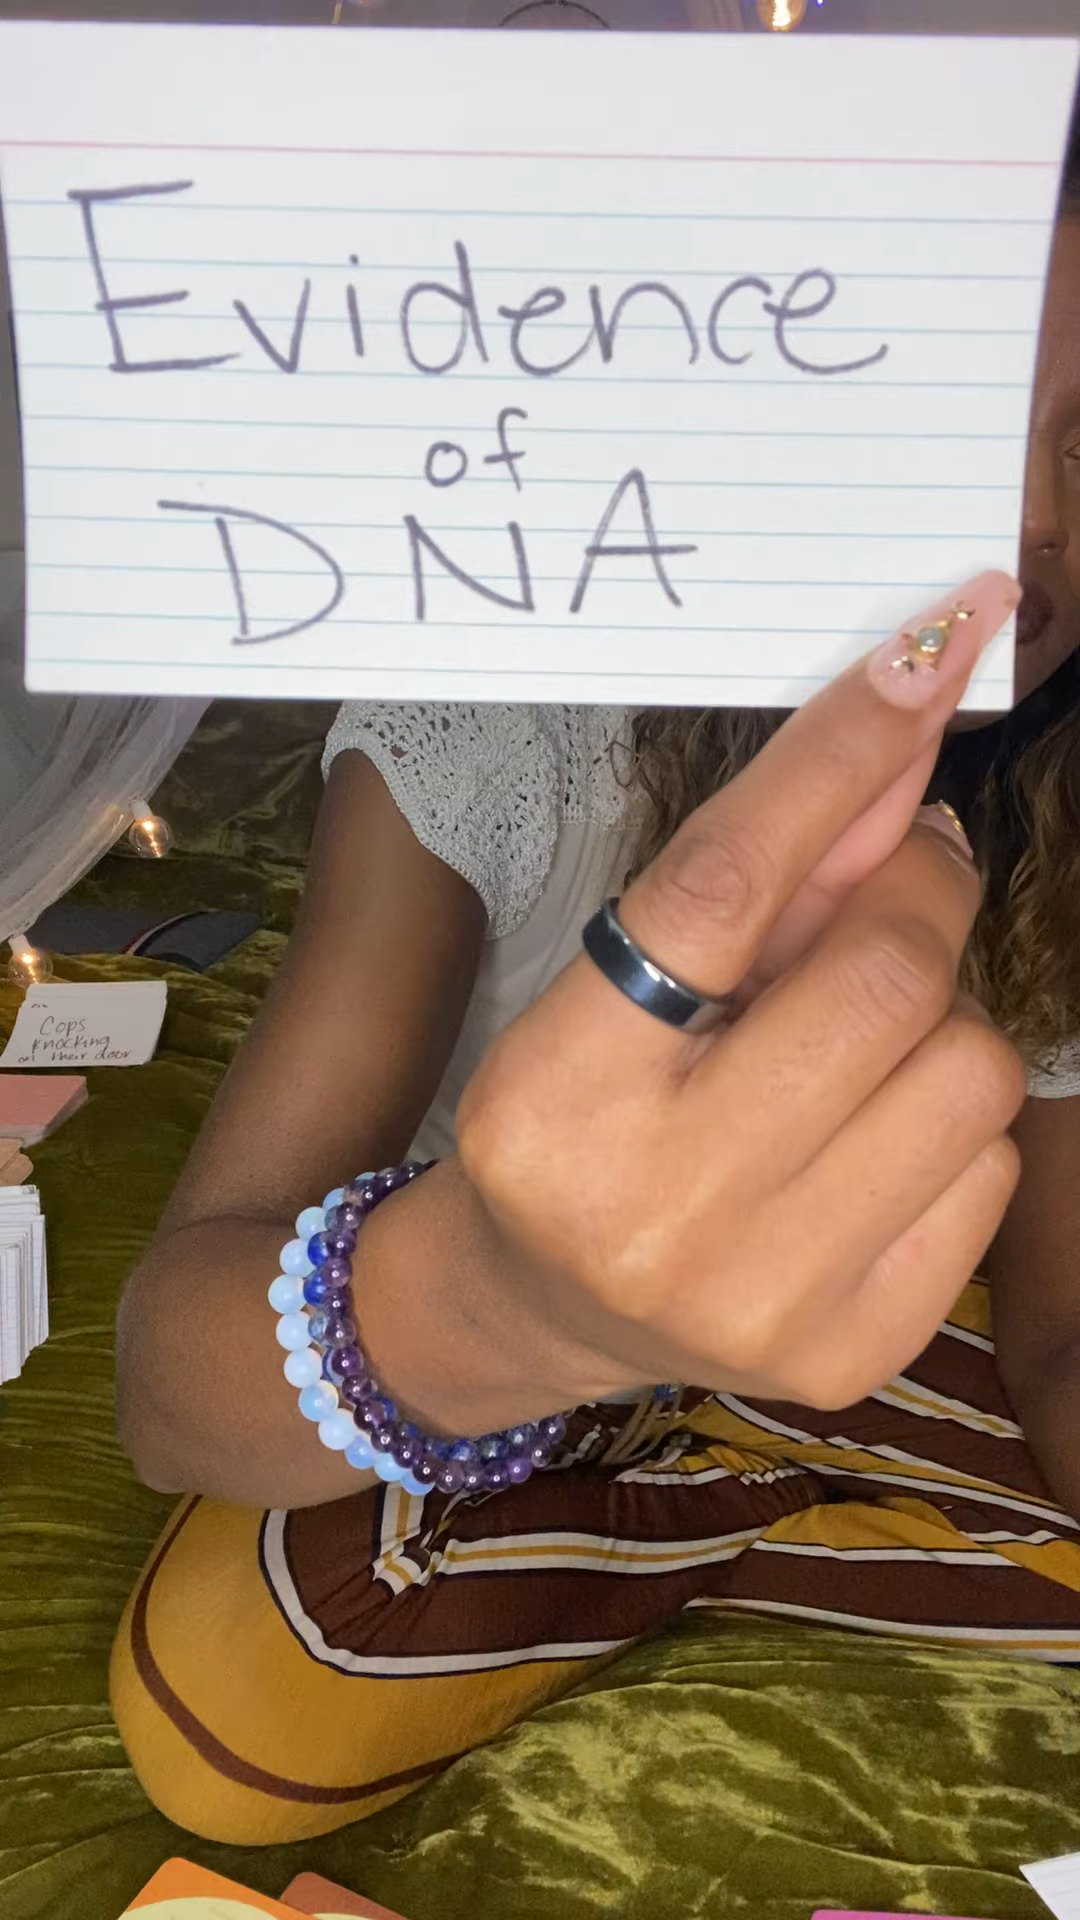 Evidence
of
DNA
Cops
knocking
on their door